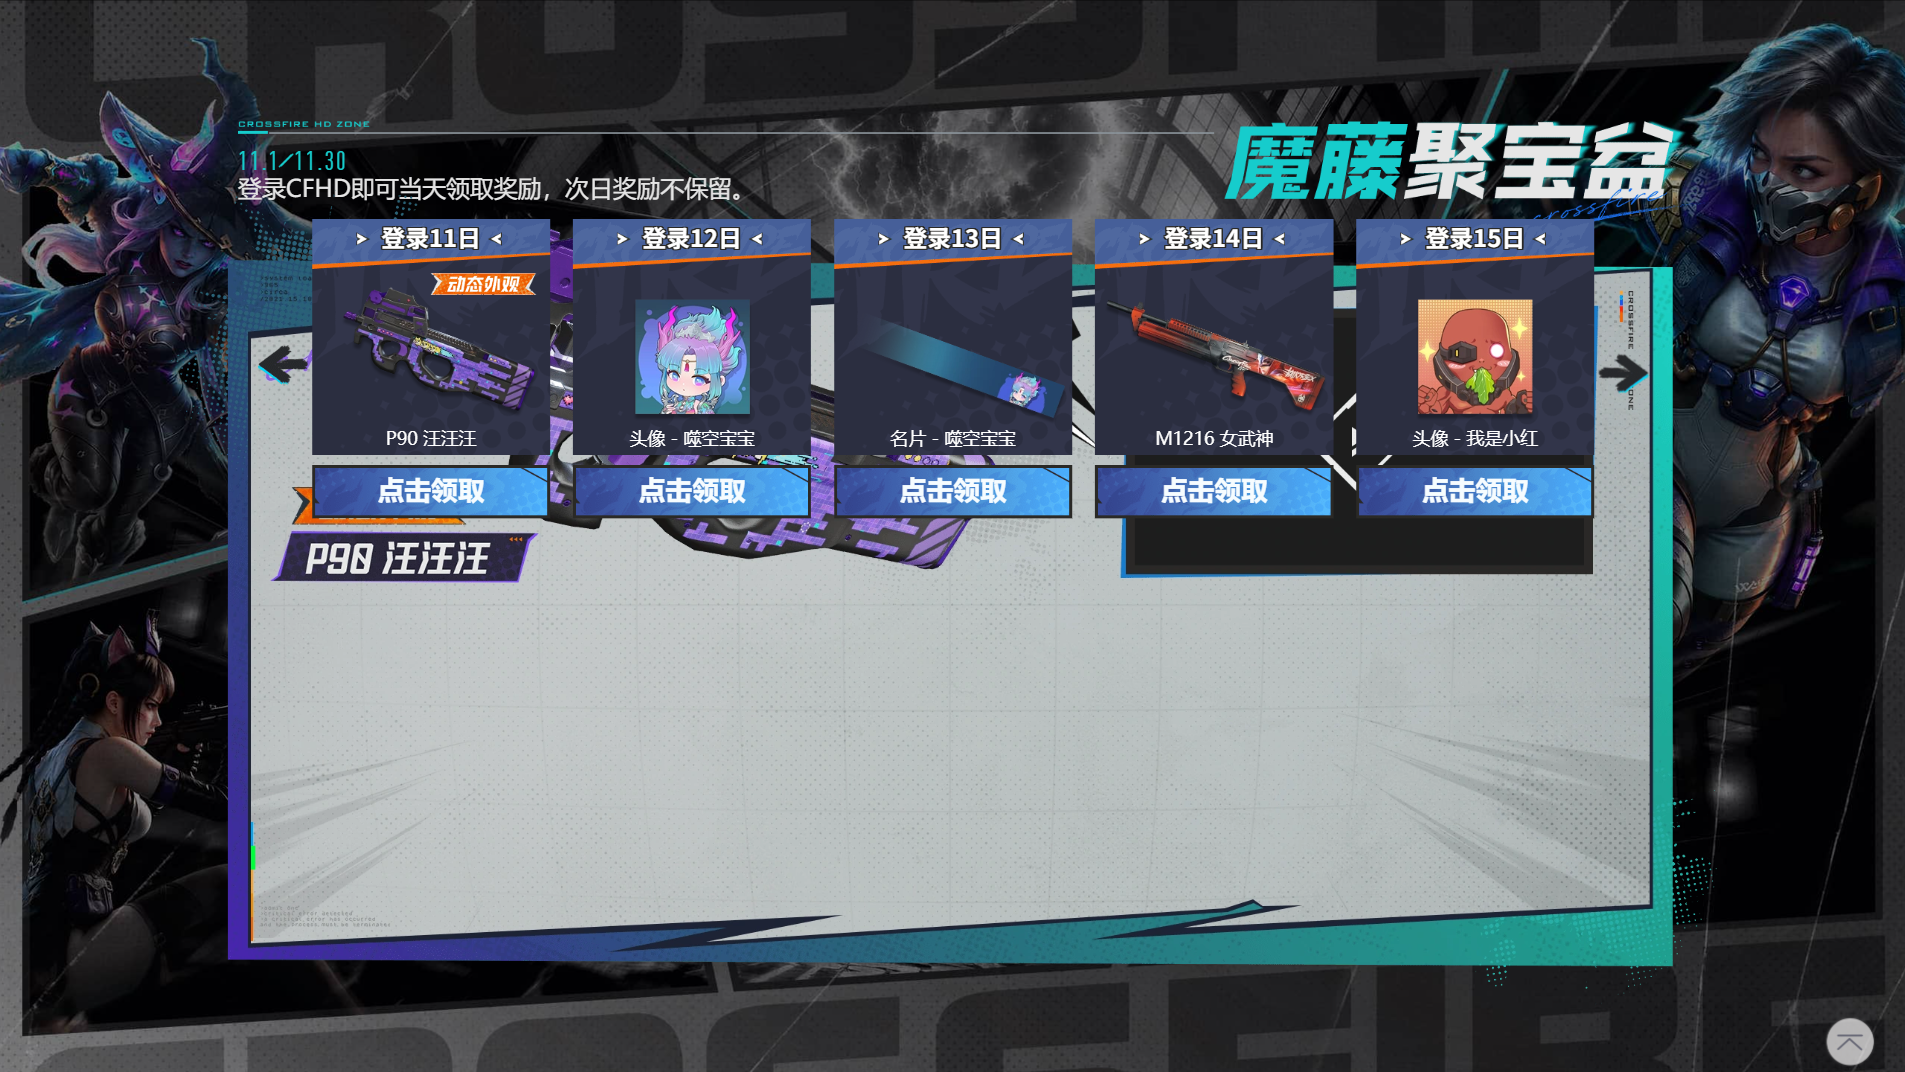 CROSSFIRE HD ZONE
11.1/11.30
登录CFHD即可当天领取奖励，次日奖励不保留。
魔藤聚宝盆
crossfire
登录11日
登录12日
登录13日
登录14日
登录15日
动态外观
P90 汪汪汪
头像 - 噬空宝宝
名片 - 噬空宝宝
M1216 女武神
头像 - 我是小红
点击领取
点击领取
点击领取
点击领取
点击领取
P90 汪汪汪